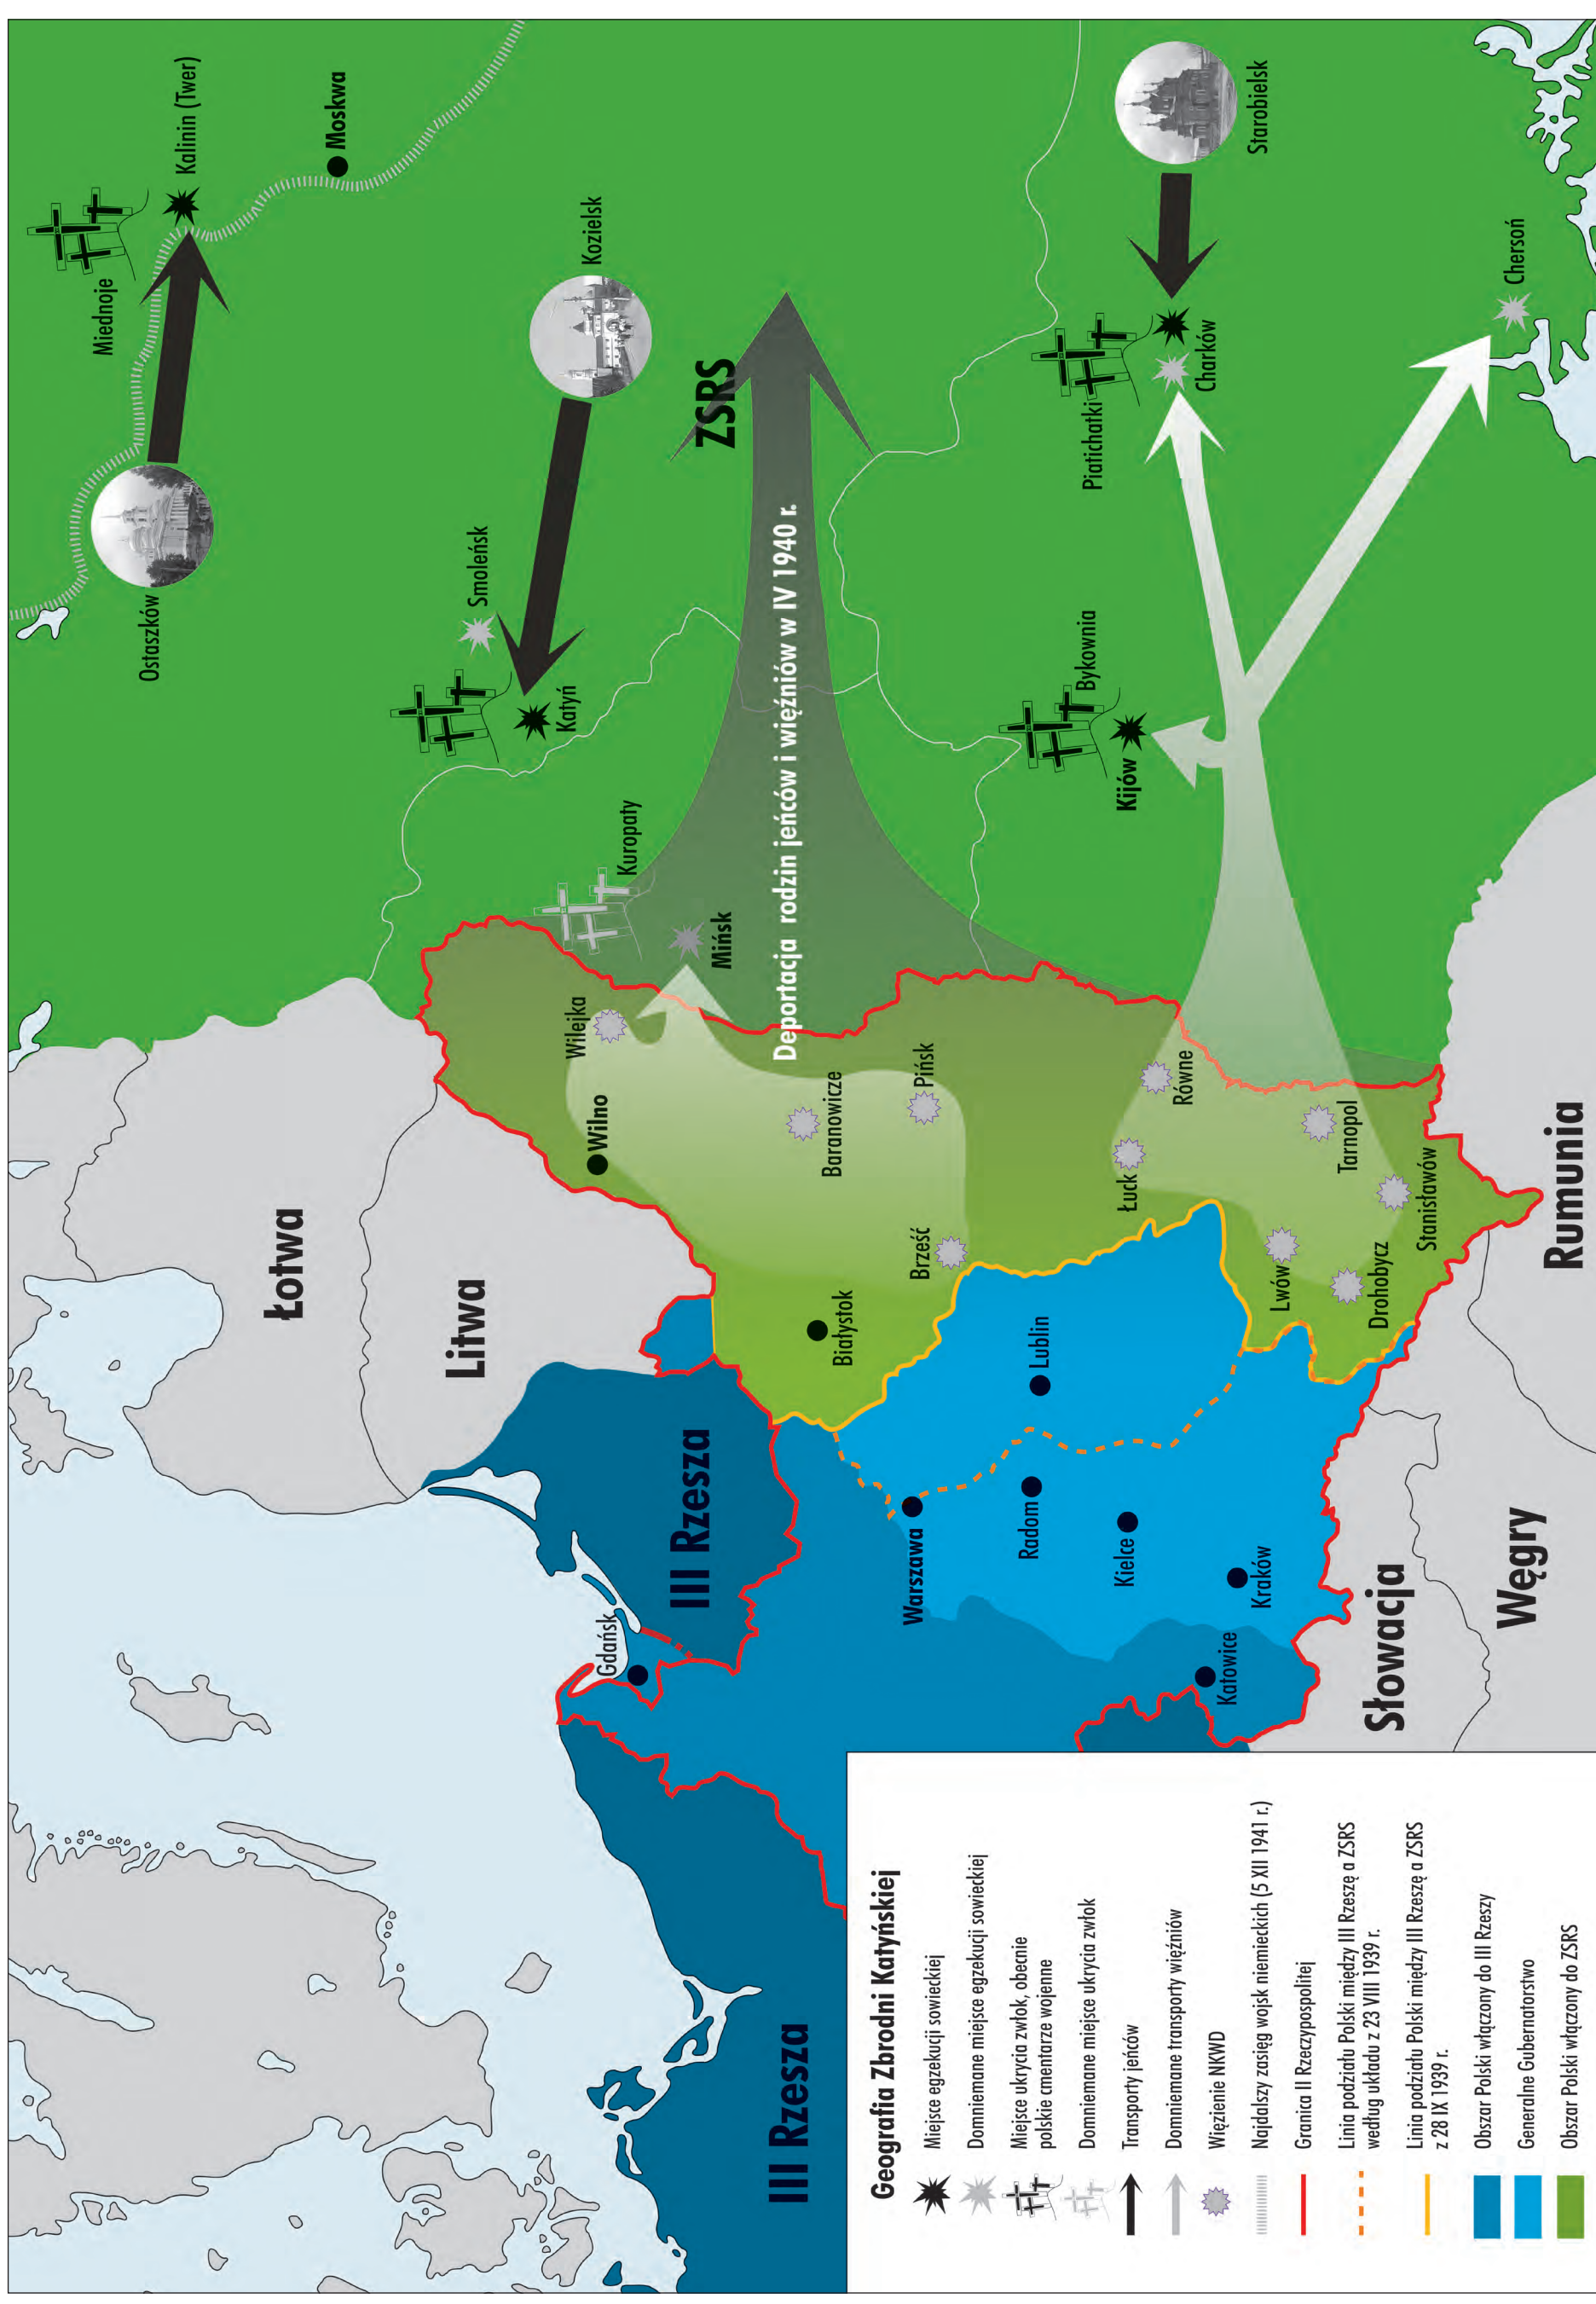 Miednoje
Kalinin (Twer)
Moskwa
Ostaszków
Smoleńsk
Kozielsk
Katyń
ZSRS
Deportacja rodzin jeńców i więźniów w IV 1940 r.
Kuropaty
Mińsk
Starobielsk
Piatichatki
Charków
Chersoń
Bykownia
Kijów
Łotwa
Litwa
Wilejka
Wilno
Baranowicze
Pińsk
Brześć
Białystok
Równe
Łuck
Tarnopol
Lwów
Stanisławów
Drohobycz
Rumunia
III Rzesza
Gdańsk
Warszawa
Lublin
Radom
Kielce
Kraków
Katowice
Słowacja
Węgry
III Rzesza
Geografia Zbrodni Katyńskiej
Miejsce egzekucji sowieckiej
Domniemane miejsce egzekucji sowieckiej
Miejsce ukrycia zwłok, obecnie
polskie cmentarze wojenne
Domniemane miejsce ukrycia zwłok
Transporty jeńców
Domniemane transporty więźniów
Więzienie NKWD
Najdalszy zasięg wojsk niemieckich (5 XII 1941 r.)
Granica II Rzeczypospolitej
Linia podziału Polski między III Rzeszę a ZSRS
według układu z 23 VIII 1939 r.
Linia podziału Polski między III Rzeszę a ZSRS
z 28 IX 1939 r.
Obszar Polski włączony do III Rzeszy
Generalne Gubernatorstwo
Obszar Polski włączony do ZSRS